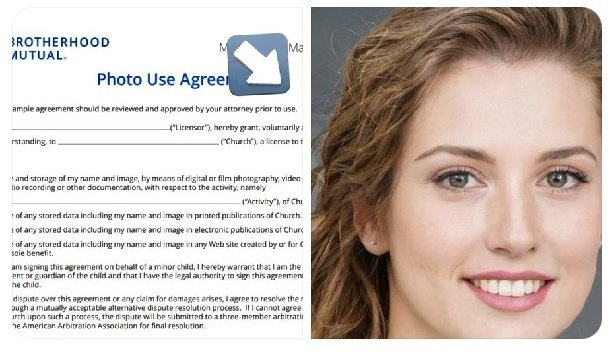 BROTHERHOOD
MUTUAL
Photo Use
ample agreement should be reviewed and approved by your attorney prior to use.
("Licensor"), hereby grant, voluntarily
rstanding, to ("Church"), a license to
e and storage of my name and image, by means of digital or film photography, video
recording or other documentation, with respect to the activity, namely
("Activity"), of
of any stored data including my name and image in printed publications of Church.
of any stored data including my name and image in electronic publications of
of any stored data including my name and image in any Web site created by or for
sole benefit.
am signing this agreement on behalf of a minor child, I hereby warrant that I am the
ent or guardian of the child and that I have the legal authority to sign this agreement
he child.
dispute over this agreement or any claim for damages arises, I agree to resolve the
ough a mutually acceptable alternative dispute resolution process. If I cannot agree
urch upon such a process, the dispute will be submitted to a three-member
he American Arbitration Association for final resolution.